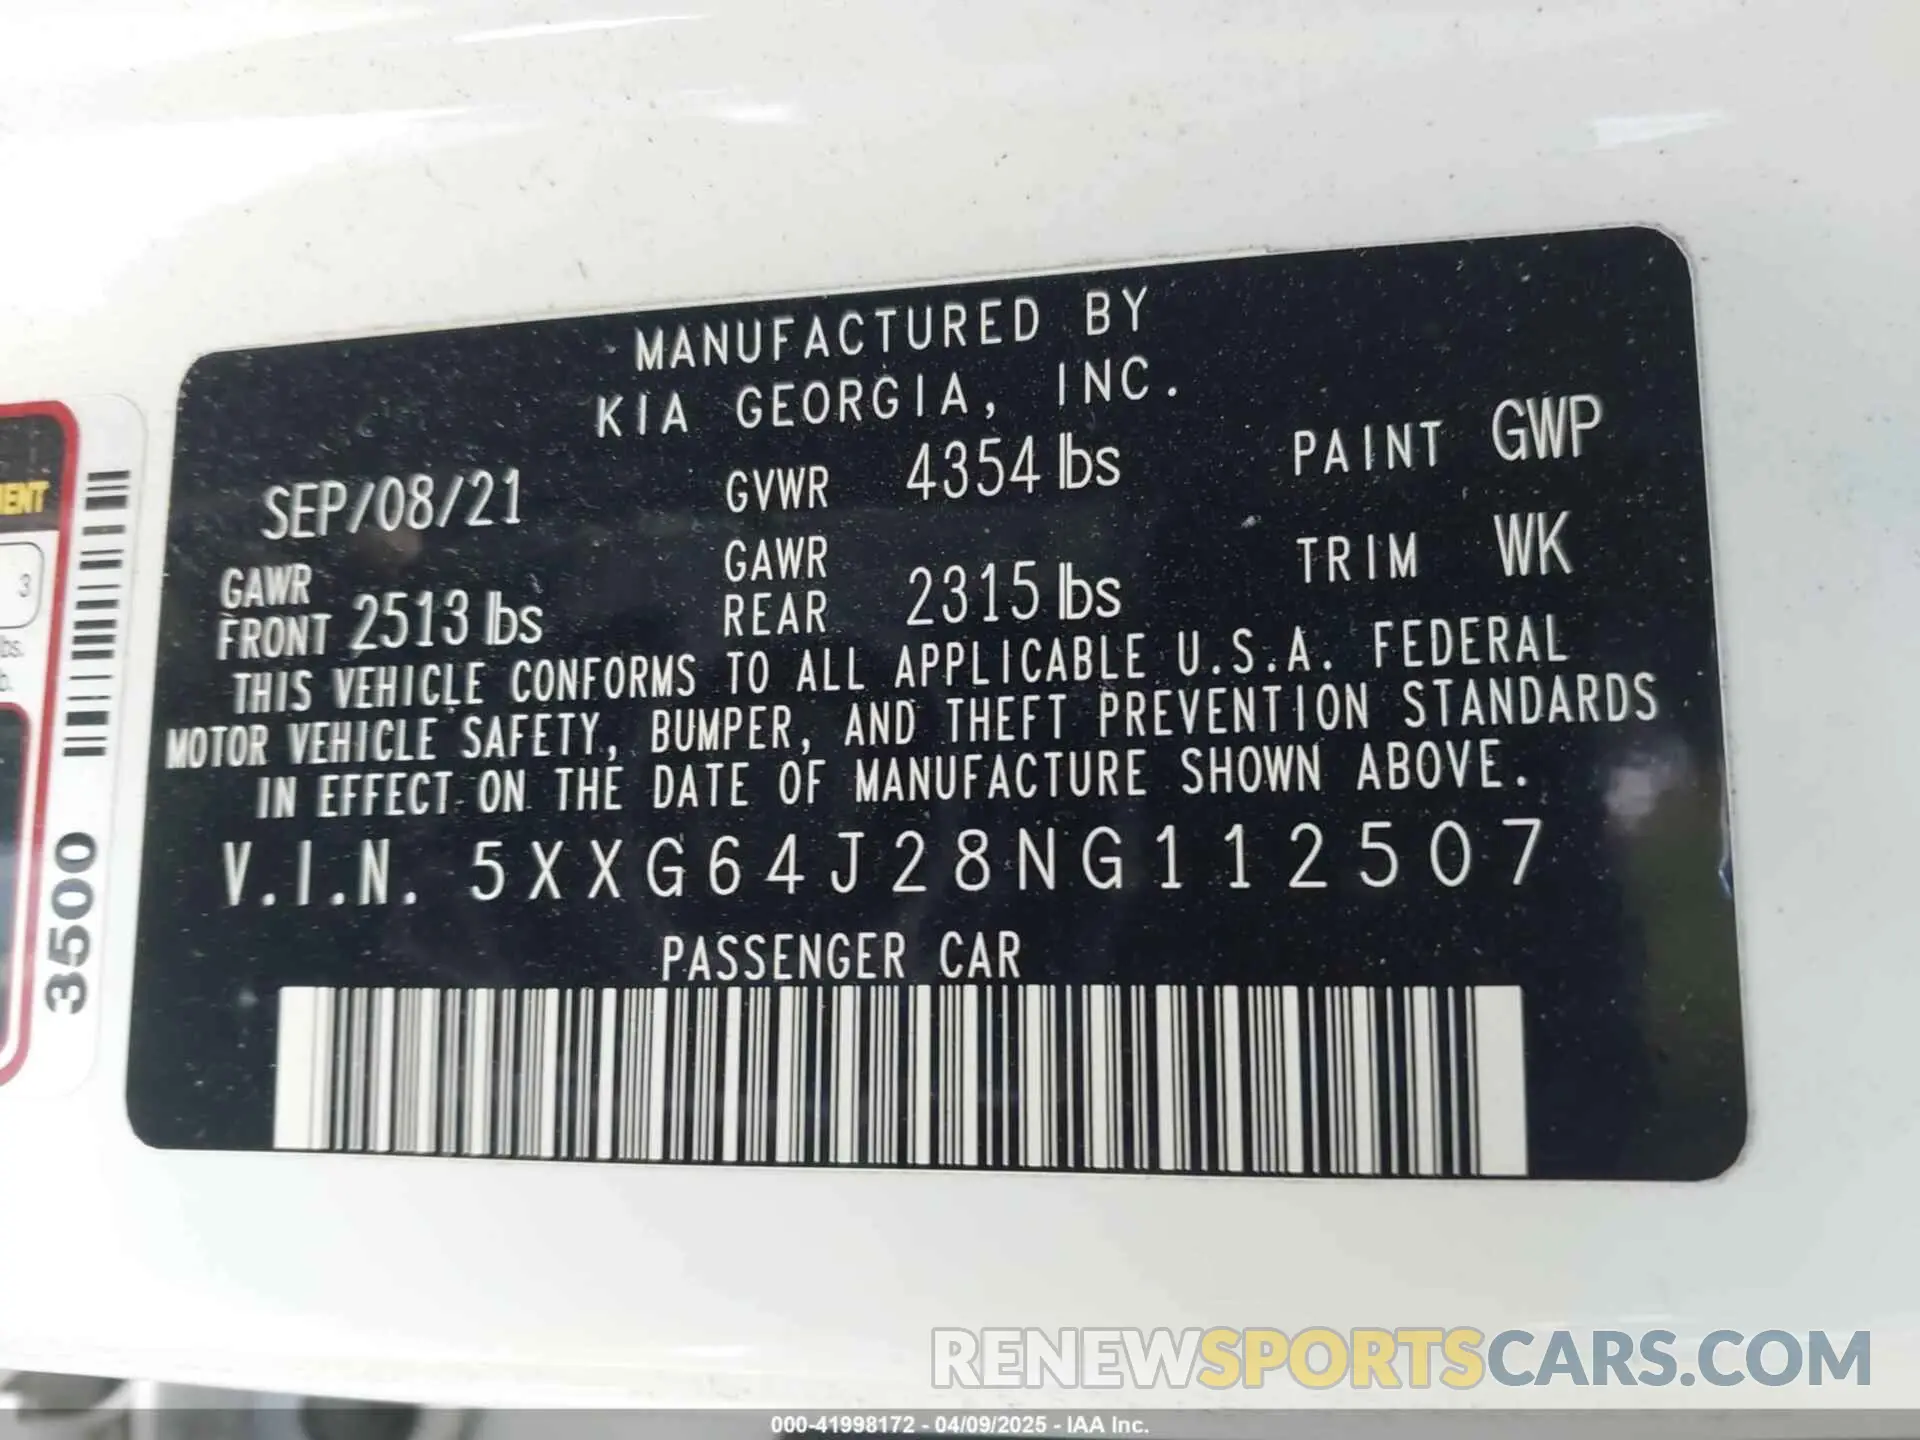 MANUFACTURED BY
KIA GEORGIA, INC.
SEP/08/21 GVWR 4354 lbs PAINT GWP
GAWR FRONT 2513 lbs GAWR REAR 2315 lbs TRIM WK
THIS VEHICLE CONFORMS TO ALL APPLICABLE U.S.A. FEDERAL
MOTOR VEHICLE SAFETY, BUMPER, AND THEFT PREVENTION STANDARDS
IN EFFECT ON THE DATE OF MANUFACTURE SHOWN ABOVE.
V.I.N. 5XXG64J28NG112507
PASSENGER CAR
3
lbs.
3500
RENEWSPORTSCARS.COM
000-41998172 - 04/09/2025 - IAA Inc.